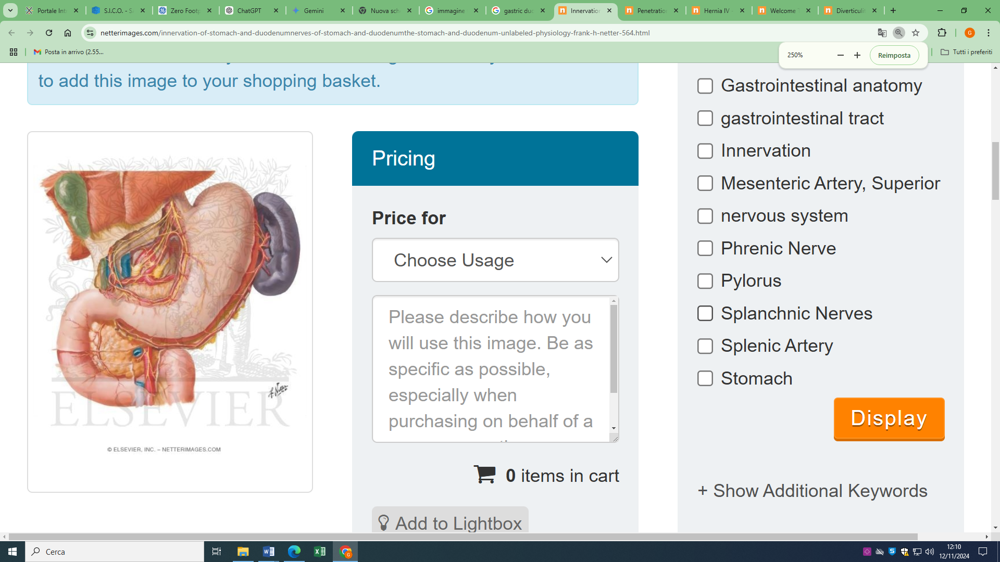 Portale Int
S.I.C.O. - S
Zero Footp
ChatGPT
Gemini
Nuova sch
immagine
gastric duo
Innervation
Penetratio
Hernia IV -
Welcome T
Diverticulit
netterimages.com/innervation-of-stomach-and-duodenumnerves-of-stomach-and-duodenumthe-stomach-and-duodenum-unlabeled-physiology-frank-h-netter-564.html
G
Posta in arrivo (2.55...
Tutti i preferiti
250%
Reimposta
to add this image to your shopping basket.
ELSEVIER
© ELSEVIER, INC. – NETTERIMAGES.COM
Pricing
Price for
Choose Usage
Please describe how you
will use this image. Be as
specific as possible,
especially when
purchasing on behalf of a
0 items in cart
Add to Lightbox
Gastrointestinal anatomy
gastrointestinal tract
Innervation
Mesenteric Artery, Superior
nervous system
Phrenic Nerve
Pylorus
Splanchnic Nerves
Splenic Artery
Stomach
Display
+ Show Additional Keywords
Cerca
12:10
12/11/2024